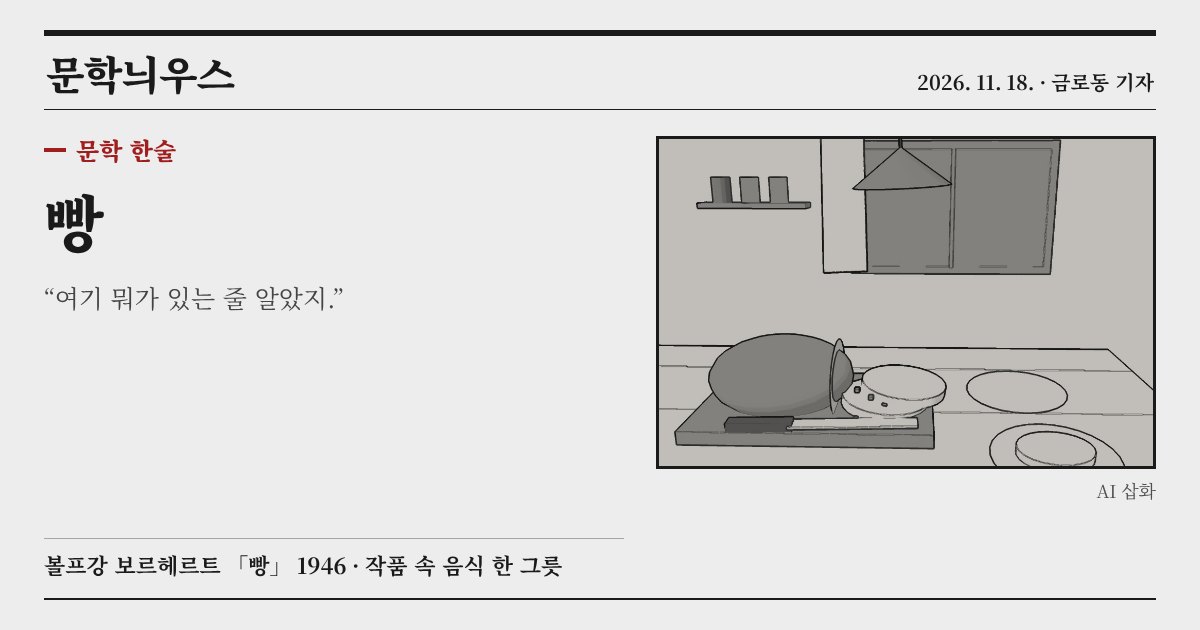 문학늬우스
2026. 11. 18. · 금로동 기자
문학 한술
빵
“여기 뭐가 있는 줄 알았지.”
AI 삽화
볼프강 보르헤르트 「빵」 1946 · 작품 속 음식 한 그릇